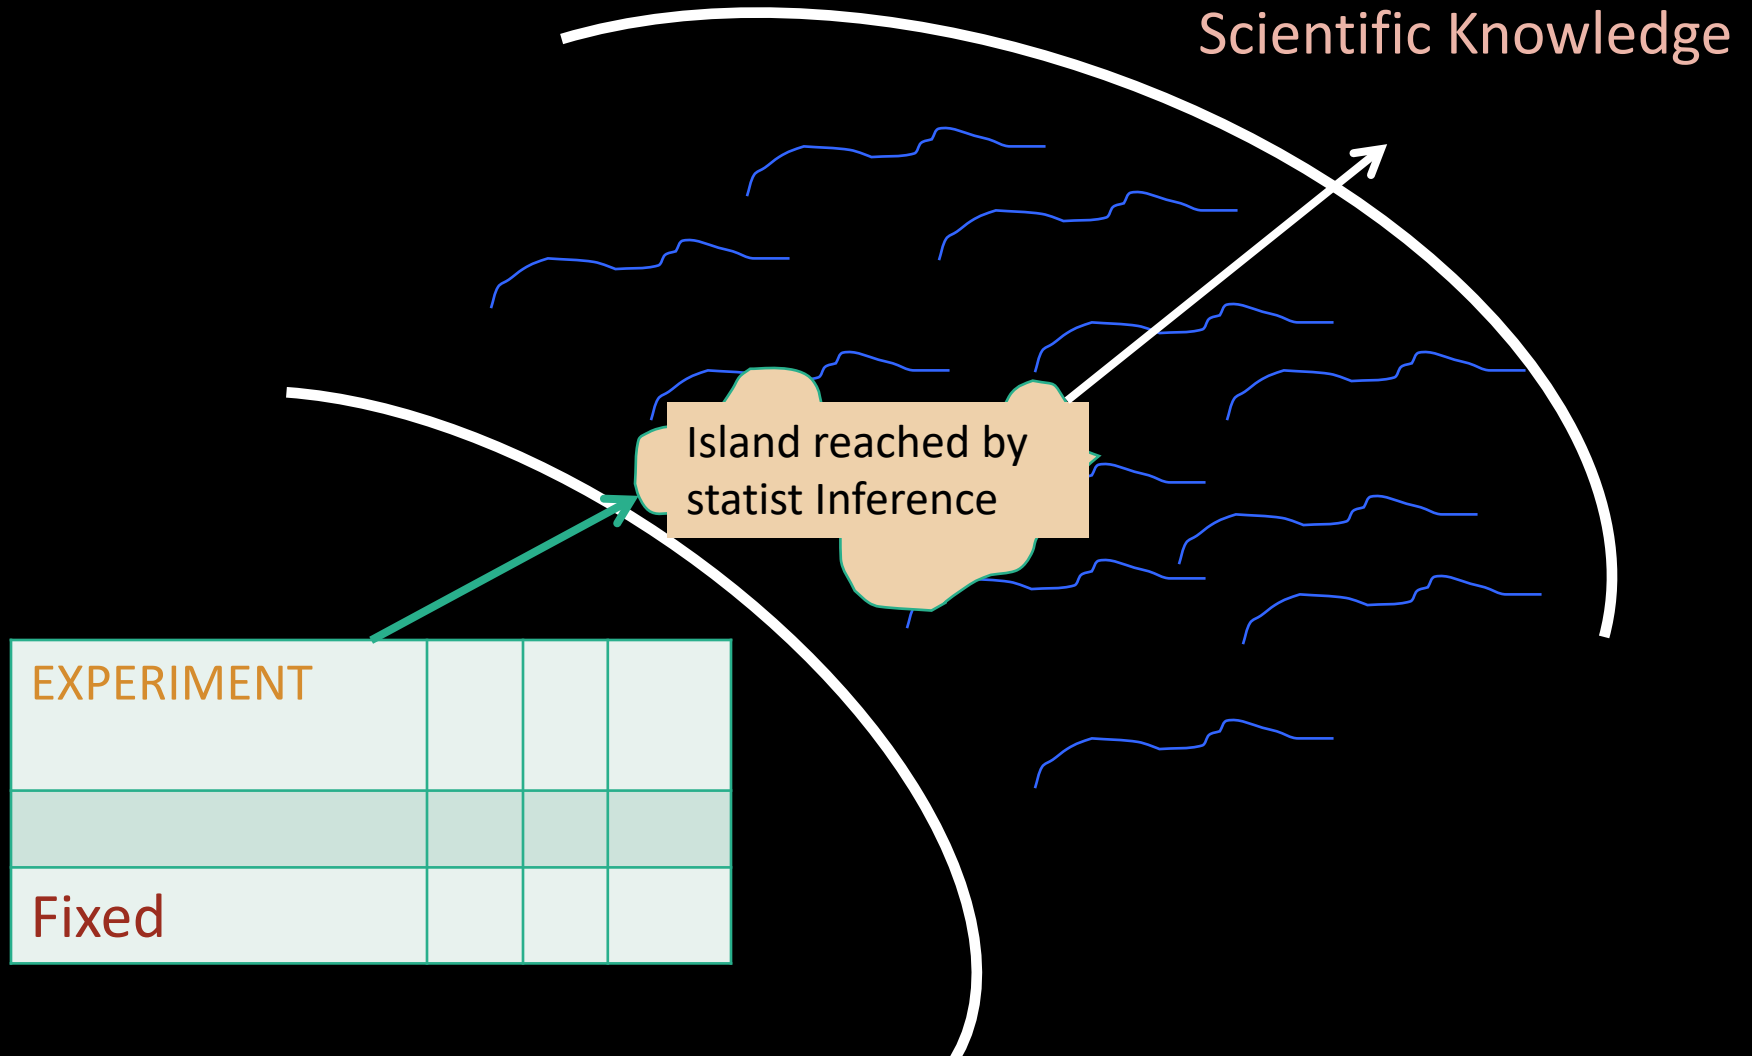 Scientific Knowledge
Island reached by
statist Inference
EXPERIMENT
Fixed